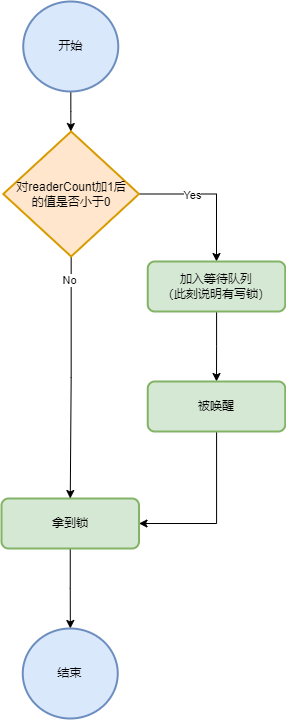 开始
对readerCount加1后
的值是否小于0
Yes
加入等待队列
（此刻说明有写锁）
No
被唤醒
拿到锁
结束